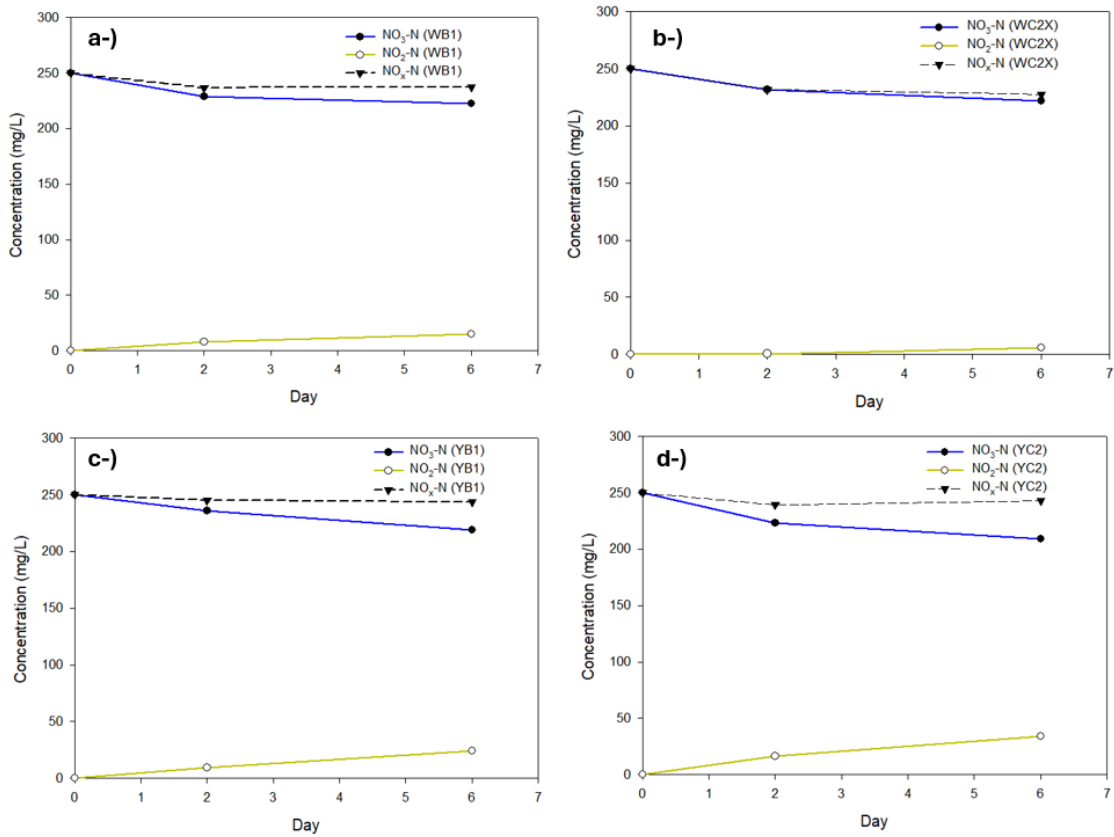 a-)
NO₃-N (WB1)
NO₂-N (WB1)
NOₓ-N (WB1)
Concentration (mg/L)
300
250
200
150
100
50
0
0 1 2 3 4 5 6 7
Day
b-)
NO₃-N (WC2X)
NO₂-N (WC2X)
NOₓ-N (WC2X)
Concentration (mg/L)
300
250
200
150
100
50
0
0 1 2 3 4 5 6 7
Day
c-)
NO₃-N (YB1)
NO₂-N (YB1)
NOₓ-N (YB1)
Concentration (mg/L)
300
250
200
150
100
50
0
0 1 2 3 4 5 6 7
Day
d-)
NO₃-N (YC2)
NO₂-N (YC2)
NOₓ-N (YC2)
Concentration (mg/L)
300
250
200
150
100
50
0
0 1 2 3 4 5 6 7
Day